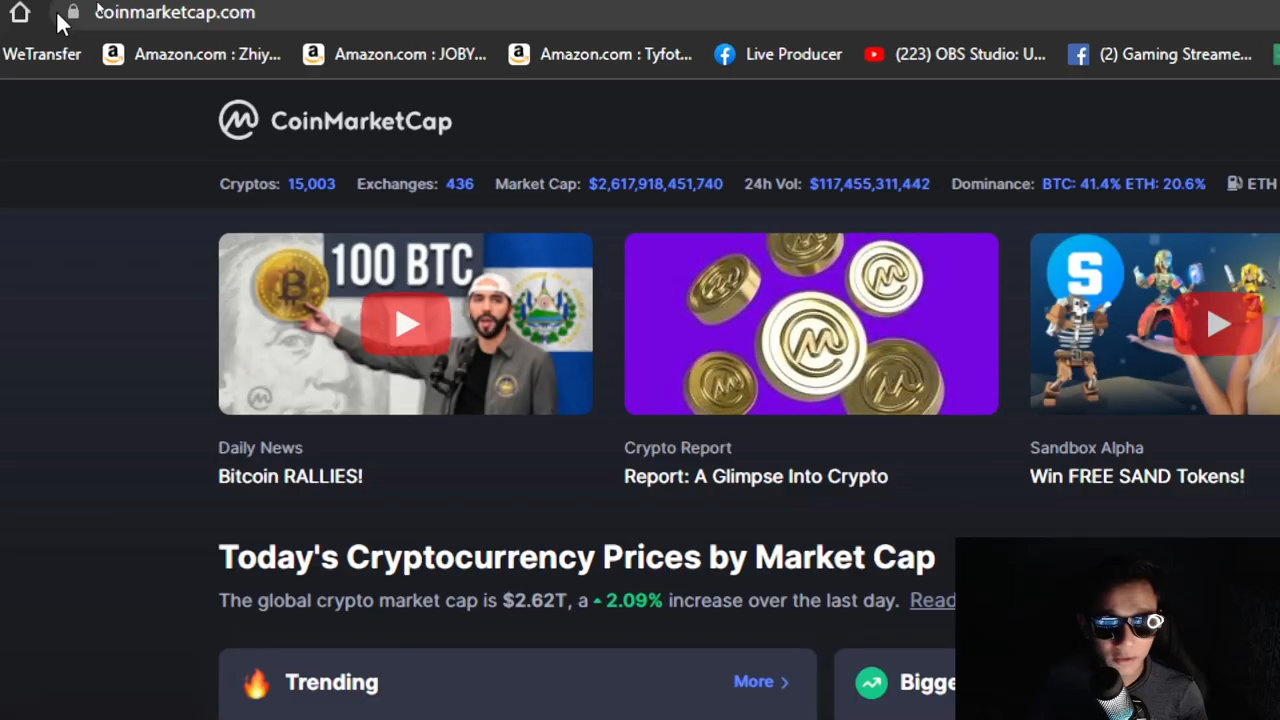 coinmarketcap.com
WeTransfer Amazon.com : Zhiy... Amazon.com : JOBY... Amazon.com : Tyfot... Live Producer (223) OBS Studio: U... (2) Gaming Streame...
CoinMarketCap
Cryptos: 15,003 Exchanges: 436 Market Cap: $2,617,918,451,740 24h Vol: $117,455,311,442 Dominance: BTC: 41.4% ETH: 20.6% ETH
100 BTC
Daily News Crypto Report Sandbox Alpha
Bitcoin RALLIES! Report: A Glimpse Into Crypto Win FREE SAND Tokens!
Today's Cryptocurrency Prices by Market Cap
The global crypto market cap is $2.62T, a 2.09% increase over the last day. Read
Trending More Bigge